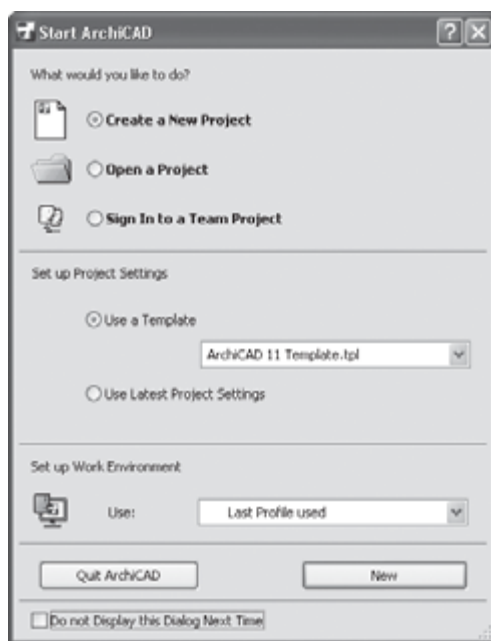 Start ArchiCAD
What would you like to do?
Create a New Project
Open a Project
Sign In to a Team Project
Set up Project Settings
Use a Template
ArchiCAD 11 Template.tpl
Use Latest Project Settings
Set up Work Environment
Use: Last Profile used
Quit ArchiCAD New
Do not Display this Dialog Next Time